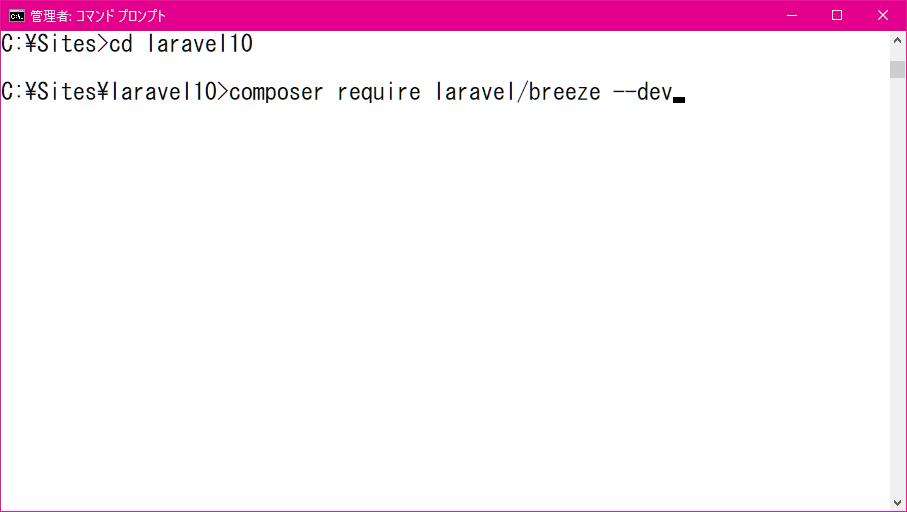 管理者: コマンド プロンプト
C:¥Sites>cd laravel10
C:¥Sites¥laravel10>composer require laravel/breeze --dev